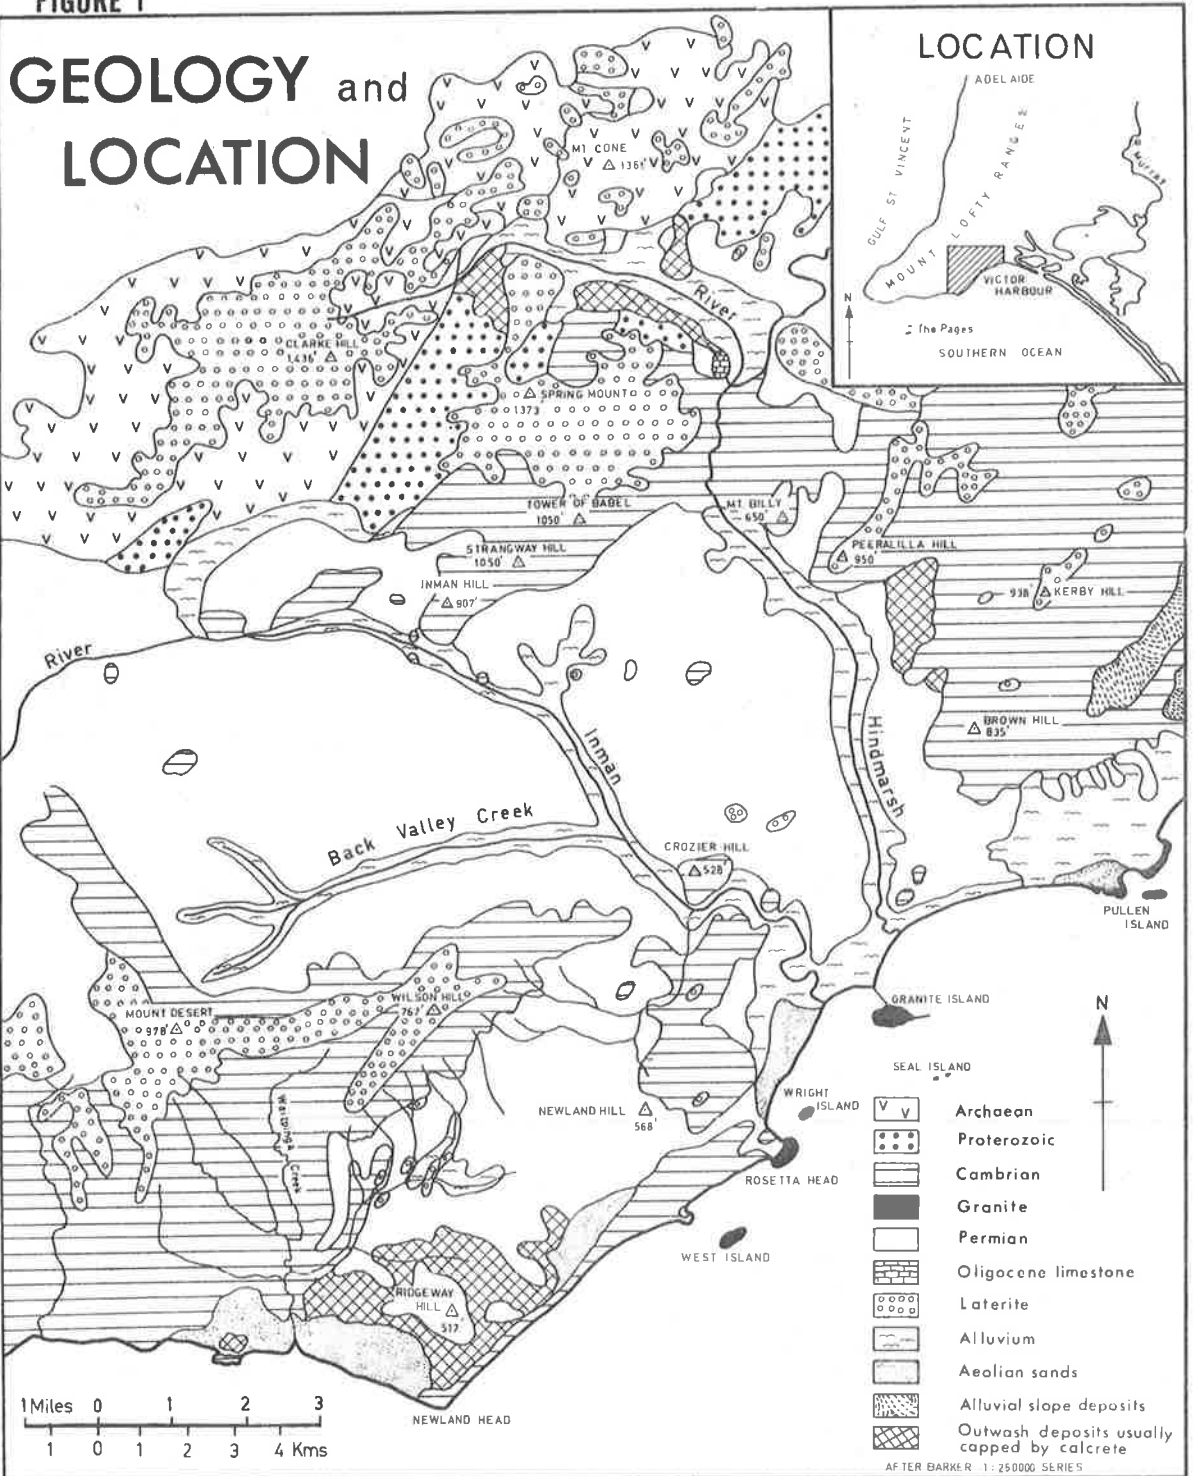 FIGURE 1
GEOLOGY and
LOCATION
LOCATION
ADELAIDE
GULF ST VINCENT
MOUNT LOFTY RANGES
Murray
N
VICTOR
HARBOUR
The Pages
SOUTHERN OCEAN
MT CONE
1361'
River
CLARKE HILL
1,436'
SPRING MOUNT
1373'
TOWER OF BABEL
1050'
MT. BILLY
650'
STRANGWAY HILL
1050'
PEERALILLA HILL
950'
INMAN HILL
907'
938'
KERBY HILL
River
BROWN HILL
835'
Inman
Hindmarsh
Back Valley Creek
CROZIER HILL
528'
PULLEN
ISLAND
WILSON HILL
767'
MOUNT DESERT
978'
GRANITE ISLAND
N
SEAL ISLAND
WRIGHT
ISLAND
NEWLAND HILL
568'
Waitpinga Creek
ROSETTA HEAD
WEST ISLAND
RIDGEWAY
HILL
517'
NEWLAND HEAD
V V
Archaean
Proterozoic
Cambrian
Granite
Permian
Oligocene limestone
Laterite
Alluvium
Aeolian sands
Alluvial slope deposits
Outwash deposits usually
capped by calcrete
1 Miles 0 1 2 3
1 0 1 2 3 4 Kms
AFTER BARKER 1:250000 SERIES